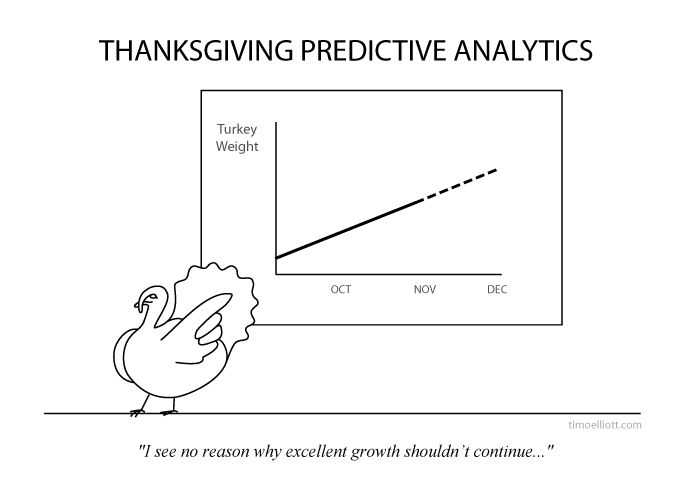 THANKSGIVING PREDICTIVE ANALYTICS
Turkey
Weight
OCT NOV DEC
timoelliott.com
"I see no reason why excellent growth shouldn’t continue..."